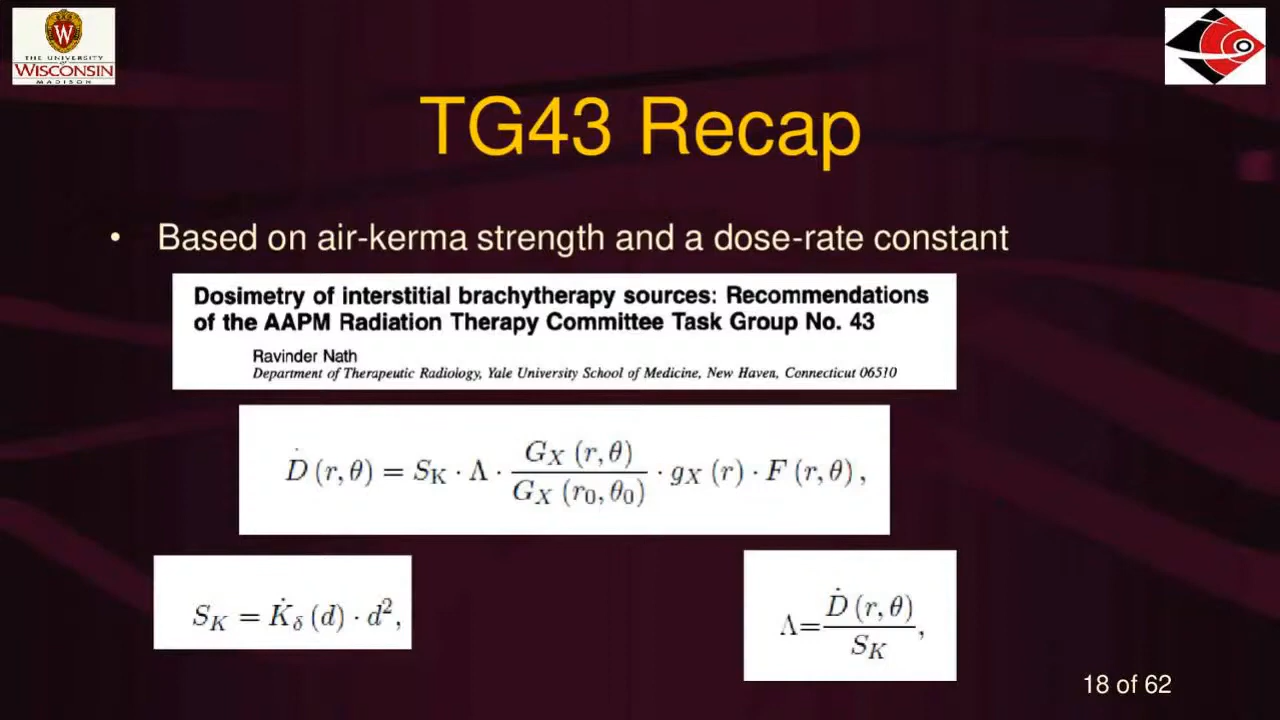 THE UNIVERSITY
of
WISCONSIN
MADISON
TG43 Recap
• Based on air-kerma strength and a dose-rate constant
Dosimetry of interstitial brachytherapy sources: Recommendations
of the AAPM Radiation Therapy Committee Task Group No. 43
Ravinder Nath
Department of Therapeutic Radiology, Yale University School of Medicine, New Haven, Connecticut 06510
Ḋ (r, θ) = S_K · Λ · G_X (r, θ) / G_X (r₀, θ₀) · g_X (r) · F (r, θ) ,
S_K = K̇_δ (d) · d²,
Λ = Ḋ (r, θ) / S_K ,
18 of 62